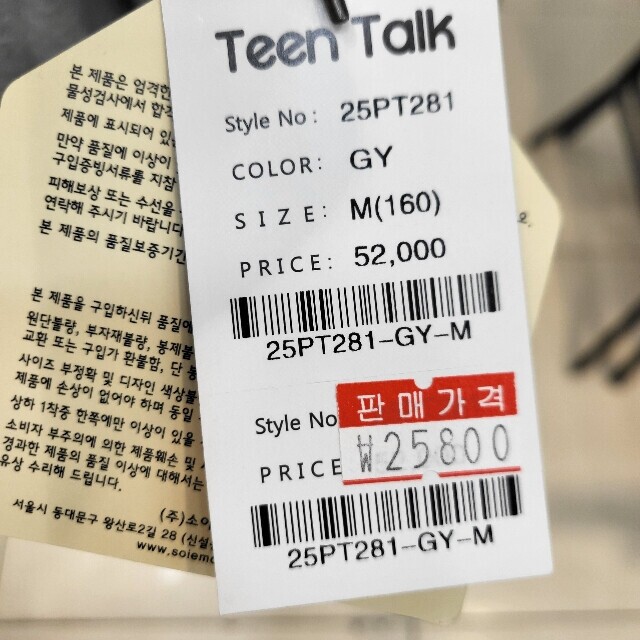 Teen Talk
Style No: 25PT281
COLOR: GY
SIZE: M(160)
PRICE: 52,000
25PT281-GY-M
Style No
판매가격
PRICE
₩25800
25PT281-GY-M
본 제품은 엄격한
물성검사에서 합격
제품에 표시되어 있는
만약 품질에 이상이
구입증빙서류를 지참
피해보상 또는 수선을
연락해 주시기 바랍니다
본 제품의 품질보증기간
본 제품을 구입하신뒤 품질에
원단불량, 부자재불량, 봉제불
교환 또는 구입가 환불함, 단 봉
사이즈 부정확 및 디자인 색상불
제품에 손상이 없어야 하며 동일
상하 1착중 한쪽에만 이상이 있을
소비자 부주의에 의한 제품훼손 및
경과한 제품의 품질 이상에 대해서는
유상 수리해 드립니다.
(주)소이
서울시 동대문구 왕산로2길 28 (신설
www.soiema